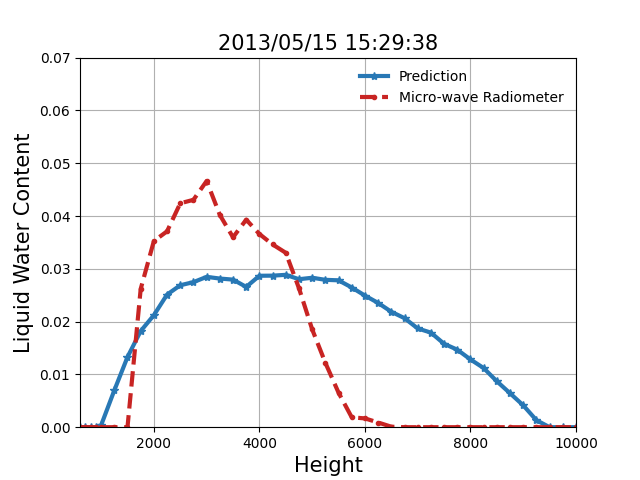 2013/05/15 15:29:38
0.07
0.06
0.05
0.04
0.03
0.02
0.01
0.00
Liquid Water Content
Prediction
Micro-wave Radiometer
2000 4000 6000 8000 10000
Height